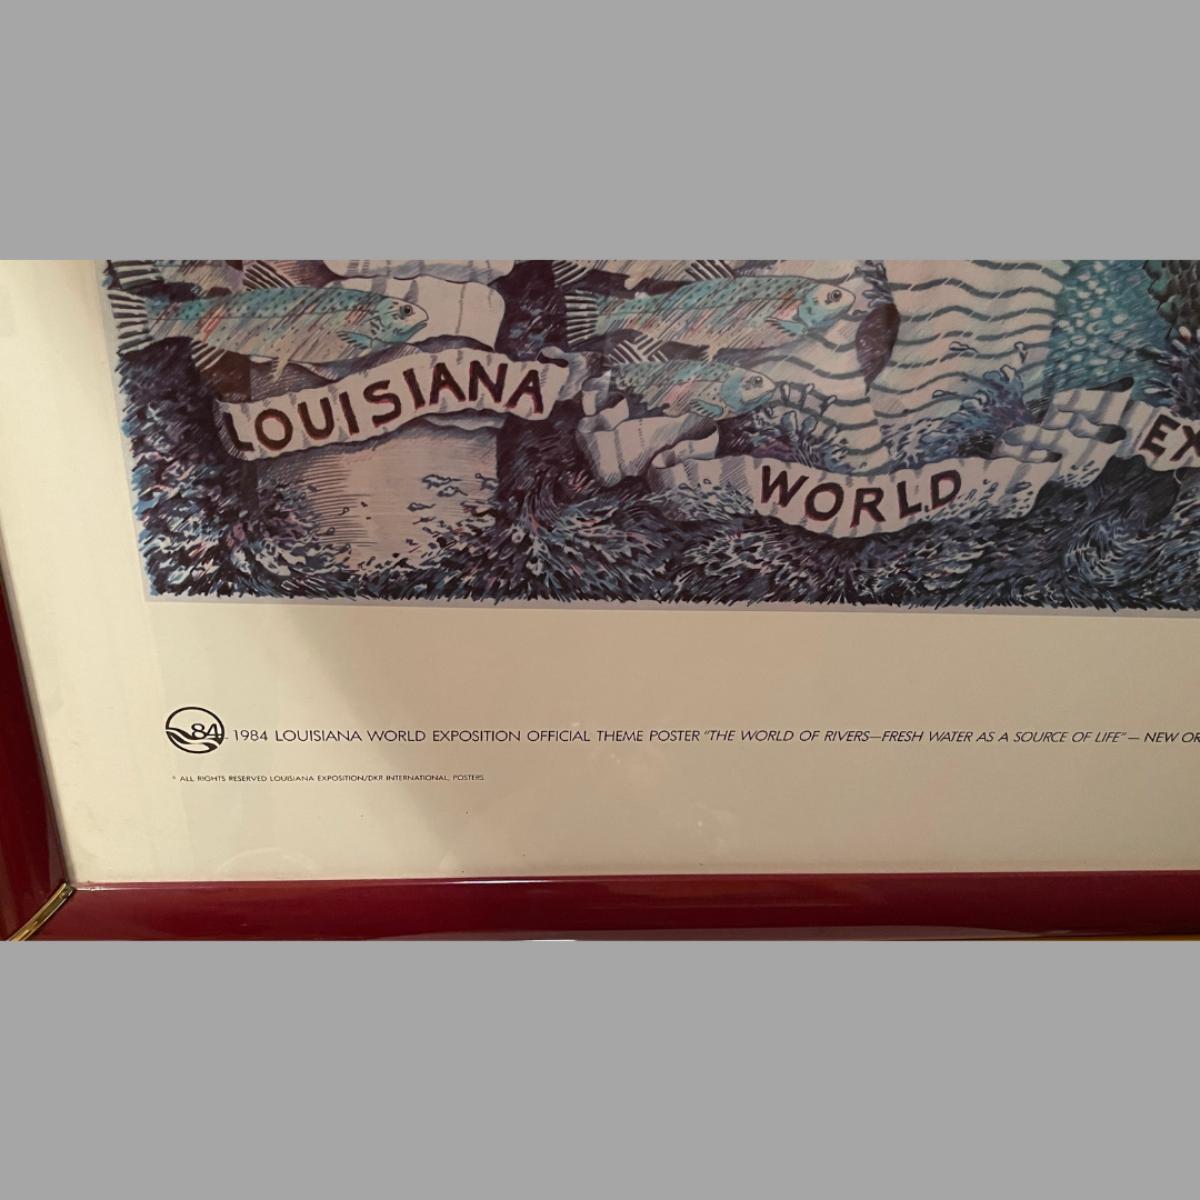 LOUISIANA
WORLD
EX
84 1984 LOUISIANA WORLD EXPOSITION OFFICIAL THEME POSTER "THE WORLD OF RIVERS—FRESH WATER AS A SOURCE OF LIFE"— NEW OR
© ALL RIGHTS RESERVED LOUISIANA EXPOSITION/DKR INTERNATIONAL, POSTERS